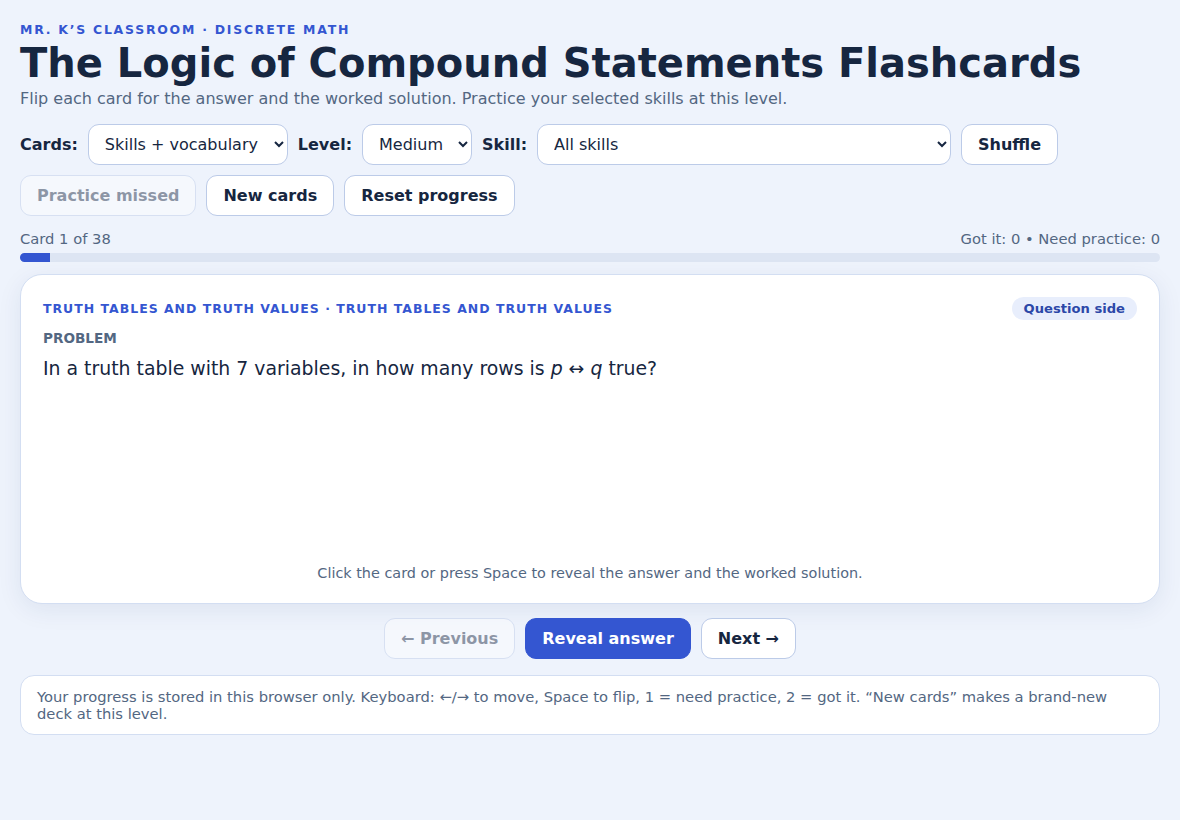 MR. K’S CLASSROOM · DISCRETE MATH
The Logic of Compound Statements Flashcards
Flip each card for the answer and the worked solution. Practice your selected skills at this level.
Cards: Skills + vocabulary Level: Medium Skill: All skills Shuffle
Practice missed New cards Reset progress
Card 1 of 38 Got it: 0 • Need practice: 0
TRUTH TABLES AND TRUTH VALUES · TRUTH TABLES AND TRUTH VALUES Question side
PROBLEM
In a truth table with 7 variables, in how many rows is p ↔ q true?
Click the card or press Space to reveal the answer and the worked solution.
← Previous Reveal answer Next →
Your progress is stored in this browser only. Keyboard: ←/→ to move, Space to flip, 1 = need practice, 2 = got it. “New cards” makes a brand-new
deck at this level.